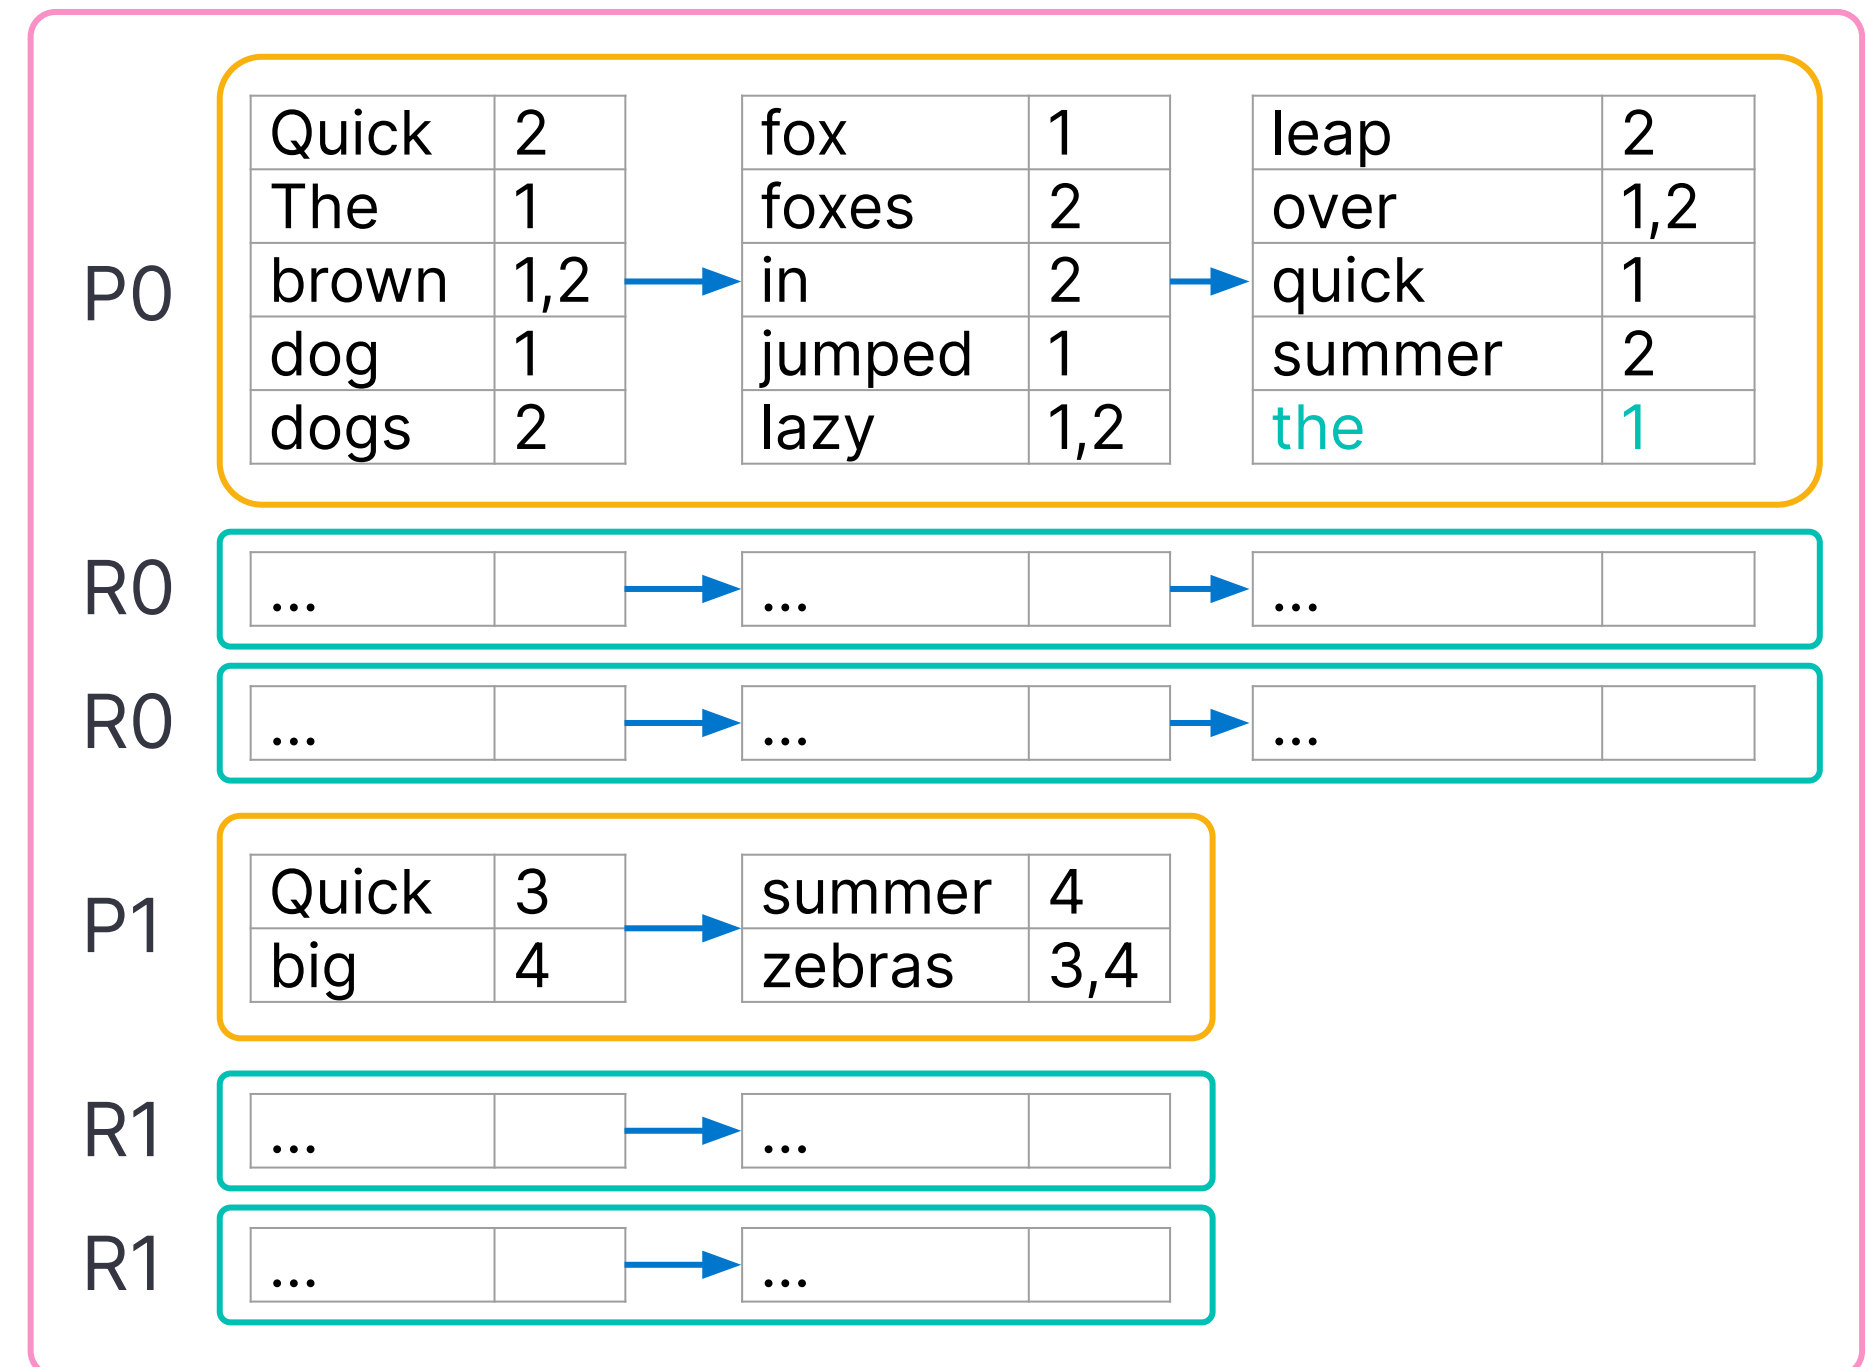 P0
Quick 2
The 1
brown 1,2
dog 1
dogs 2
fox 1
foxes 2
in 2
jumped 1
lazy 1,2
leap 2
over 1,2
quick 1
summer 2
the 1
R0
... ... ...
R0
... ... ...
P1
Quick 3
big 4
summer 4
zebras 3,4
R1
... ...
R1
... ...